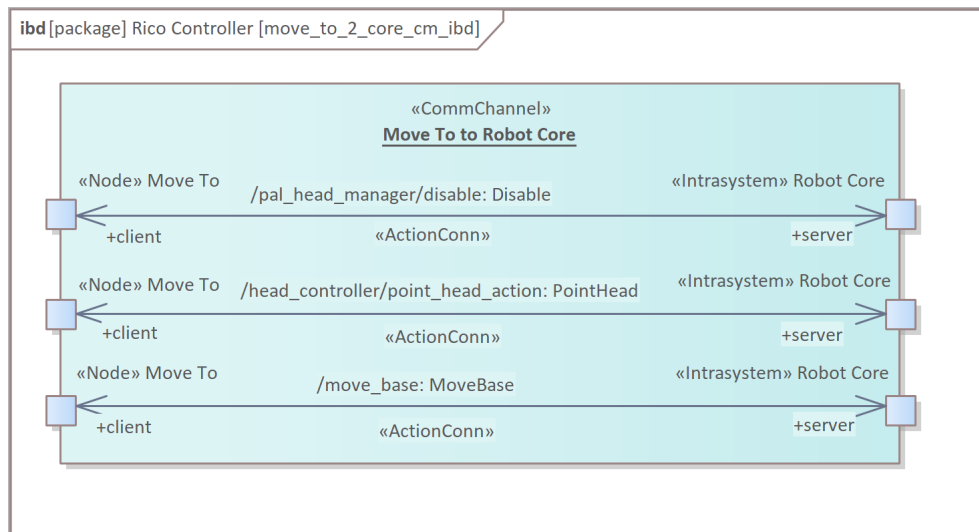 ibd [package] Rico Controller [move_to_2_core_cm_ibd]
«CommChannel»
Move To to Robot Core
«Node» Move To
/pal_head_manager/disable: Disable
«Intrasystem» Robot Core
+client
«ActionConn»
+server
«Node» Move To
/head_controller/point_head_action: PointHead
«Intrasystem» Robot Core
+client
«ActionConn»
+server
«Node» Move To
/move_base: MoveBase
«Intrasystem» Robot Core
+client
«ActionConn»
+server